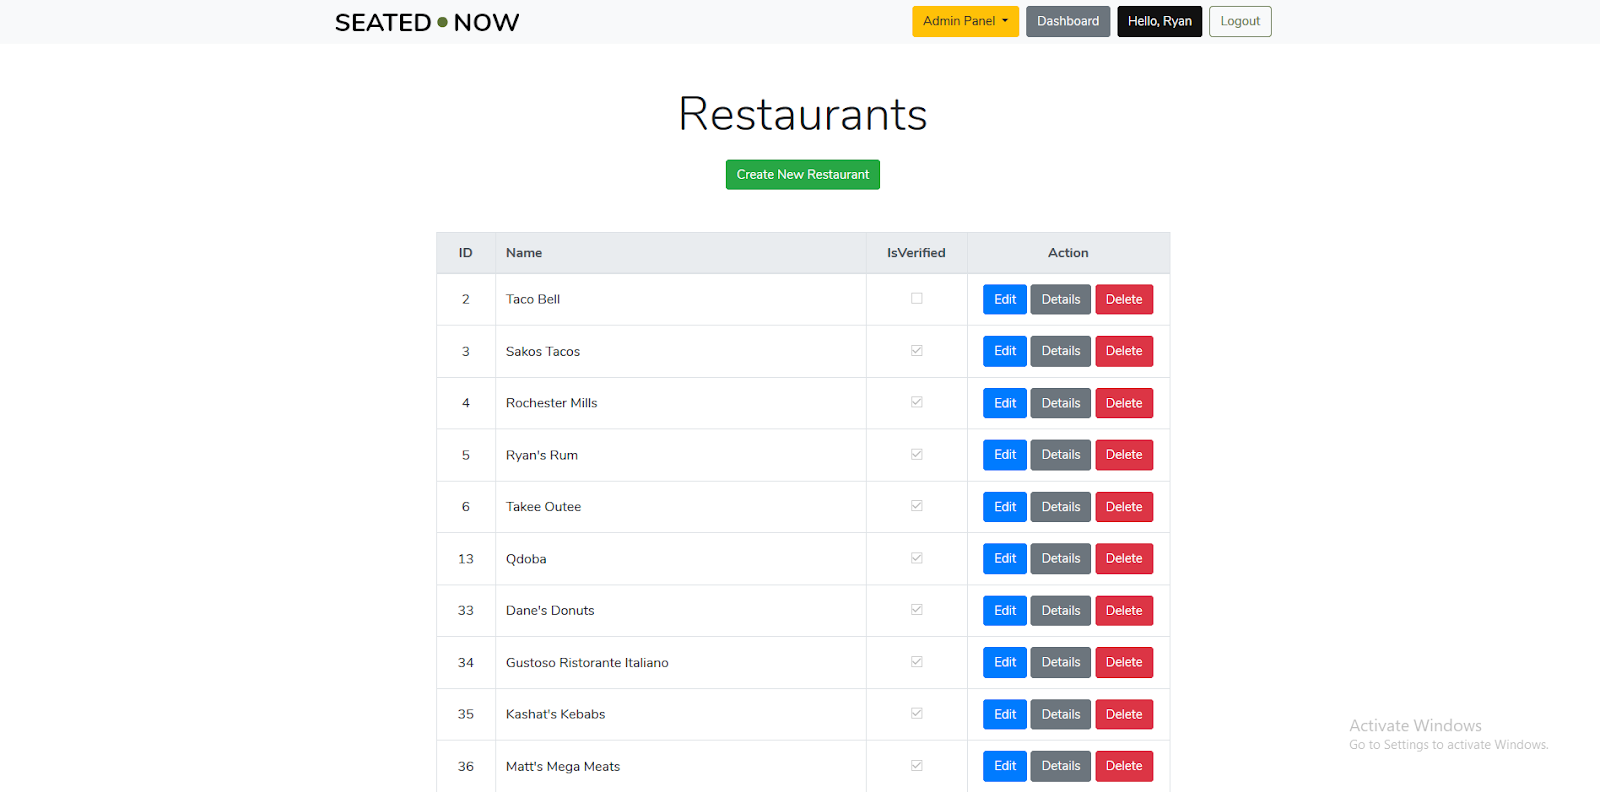 SEATED NOW
Admin Panel Dashboard Hello, Ryan Logout
Restaurants
Create New Restaurant
ID Name IsVerified Action
2 Taco Bell Edit Details Delete
3 Sakos Tacos Edit Details Delete
4 Rochester Mills Edit Details Delete
5 Ryan's Rum Edit Details Delete
6 Takee Outee Edit Details Delete
13 Qdoba Edit Details Delete
33 Dane's Donuts Edit Details Delete
34 Gustoso Ristorante Italiano Edit Details Delete
35 Kashat's Kebabs Edit Details Delete
36 Matt's Mega Meats Edit Details Delete
Activate Windows
Go to Settings to activate Windows.